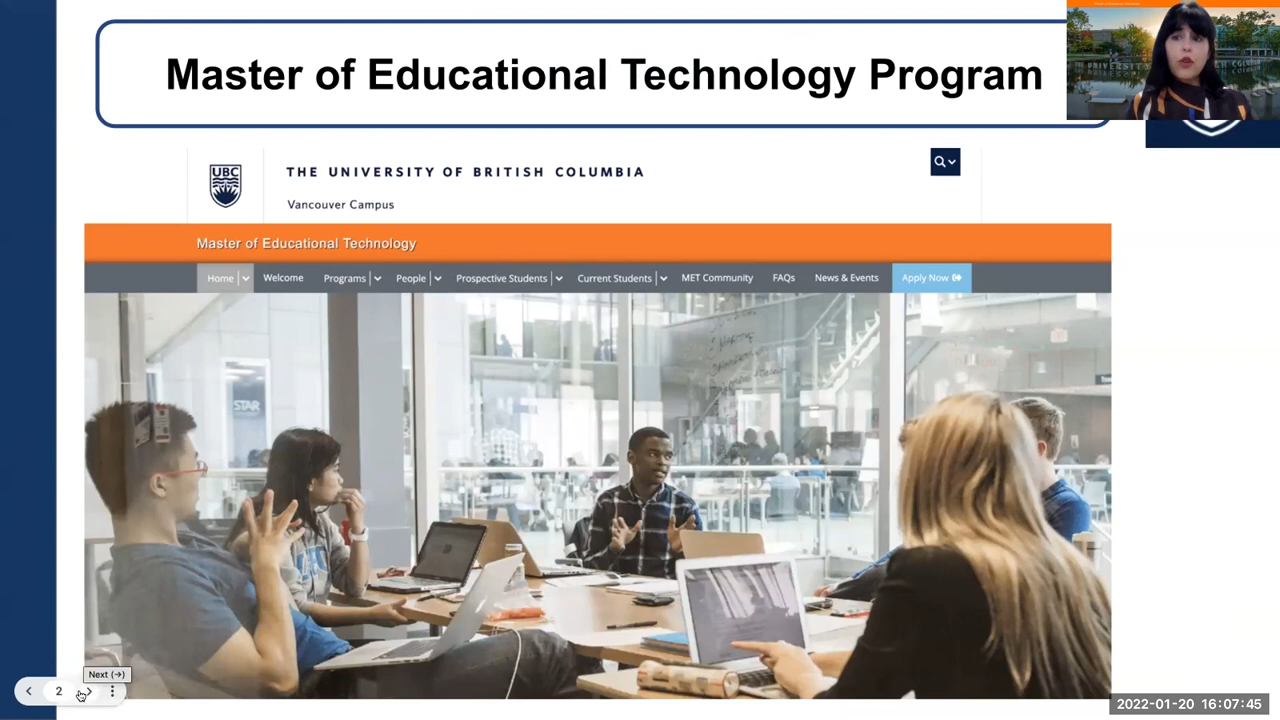 Master of Educational Technology Program
UBC
THE UNIVERSITY OF BRITISH COLUMBIA
Vancouver Campus
Master of Educational Technology
Home Welcome Programs People Prospective Students Current Students MET Community FAQs News & Events Apply Now
STAR
Next (→)
2
2022-01-20 16:07:45